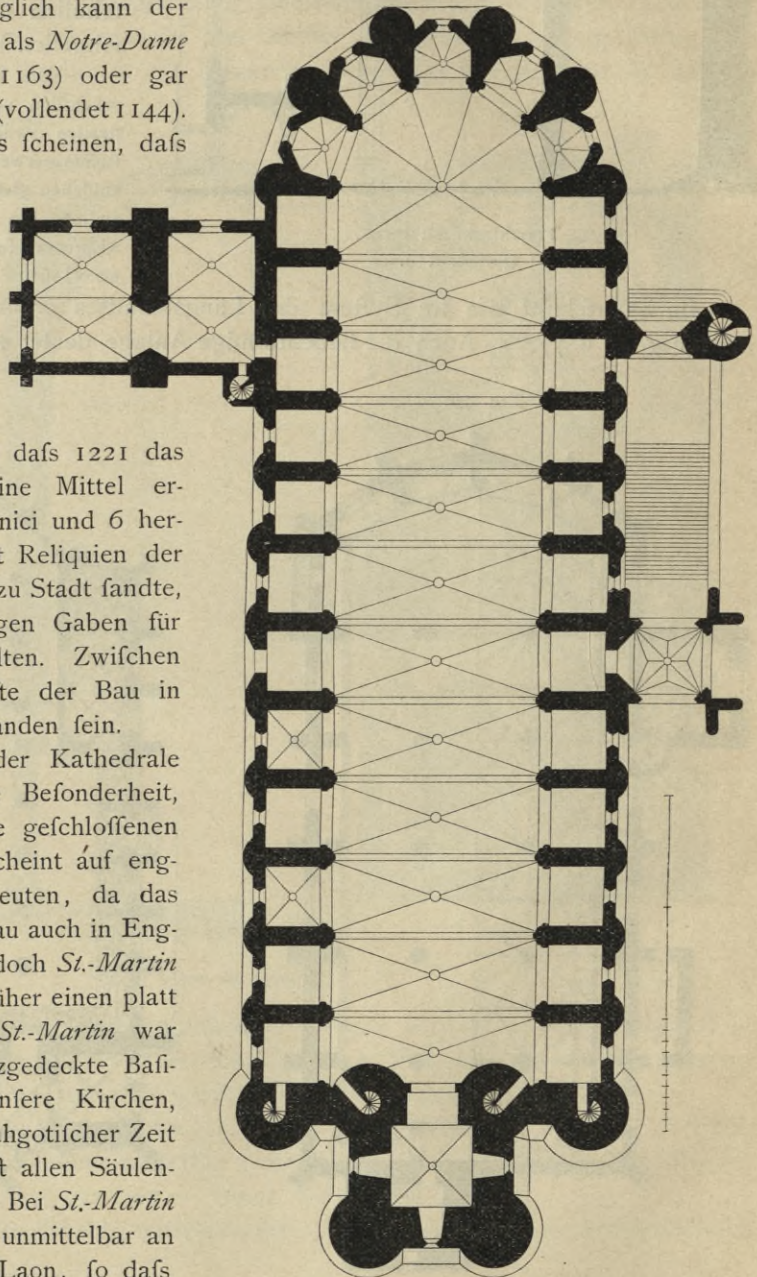 glich kann der
als Notre-Dame
1163) oder gar
(vollendet 1144).
s ſcheinen, daſs
daſs 1221 das
ine Mittel er-
nici und 6 her-
t Reliquien der
zu Stadt ſandte,
gen Gaben für
lten. Zwiſchen
te der Bau in
anden ſein.
der Kathedrale
Beſonderheit,
e geſchloſſenen
cheint auf eng-
euten, da das
au auch in Eng-
doch St.-Martin
üher einen platt
St.-Martin war
zgedeckte Baſi-
nſere Kirchen,
ühgotiſcher Zeit
t allen Säulen-
Bei St.-Martin
unmittelbar an
Laon, ſo daſs